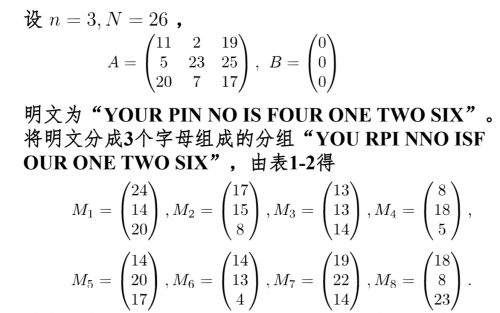 设 n = 3, N = 26 ，
A = \begin{pmatrix} 11 & 2 & 19 \\ 5 & 23 & 25 \\ 20 & 7 & 17 \end{pmatrix}, B = \begin{pmatrix} 0 \\ 0 \\ 0 \end{pmatrix}
明文为“YOUR PIN NO IS FOUR ONE TWO SIX”。
将明文分成3个字母组成的分组“YOU RPI NNO ISF
OUR ONE TWO SIX”，由表1-2得
M_1 = \begin{pmatrix} 24 \\ 14 \\ 20 \end{pmatrix}, M_2 = \begin{pmatrix} 17 \\ 15 \\ 8 \end{pmatrix}, M_3 = \begin{pmatrix} 13 \\ 13 \\ 14 \end{pmatrix}, M_4 = \begin{pmatrix} 8 \\ 18 \\ 5 \end{pmatrix},
M_5 = \begin{pmatrix} 14 \\ 20 \\ 17 \end{pmatrix}, M_6 = \begin{pmatrix} 14 \\ 13 \\ 4 \end{pmatrix}, M_7 = \begin{pmatrix} 19 \\ 22 \\ 14 \end{pmatrix}, M_8 = \begin{pmatrix} 18 \\ 8 \\ 23 \end{pmatrix}.